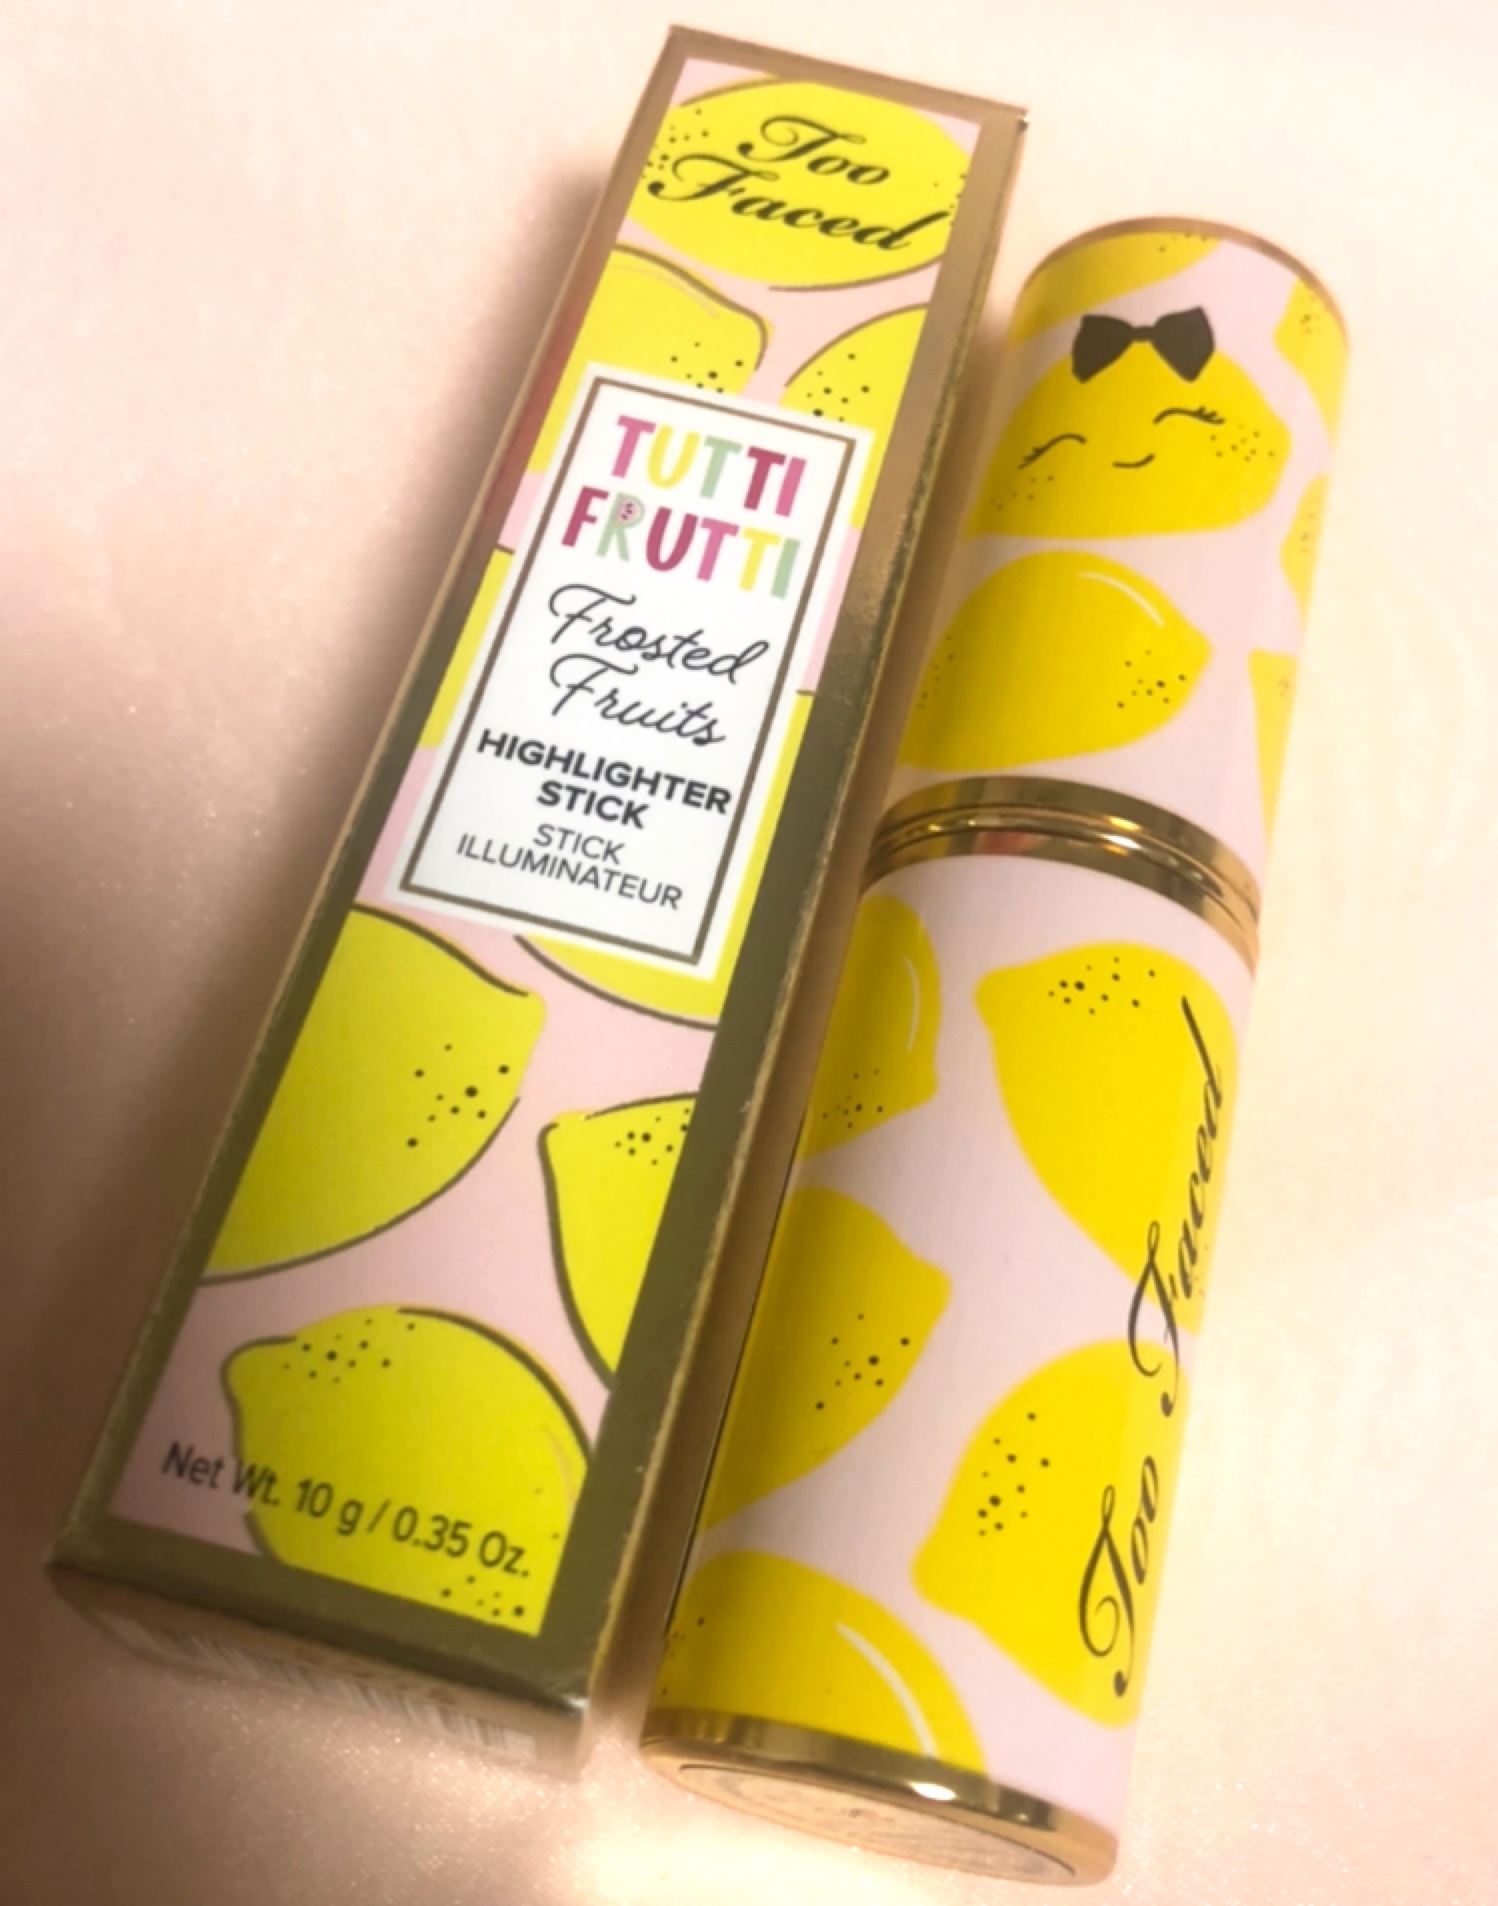 Too
Faced
TUTTI
FRUTTI
Frosted
Fruits
HIGHLIGHTER
STICK
STICK
ILLUMINATEUR
Net Wt. 10 g / 0.35 Oz.
Too Faced